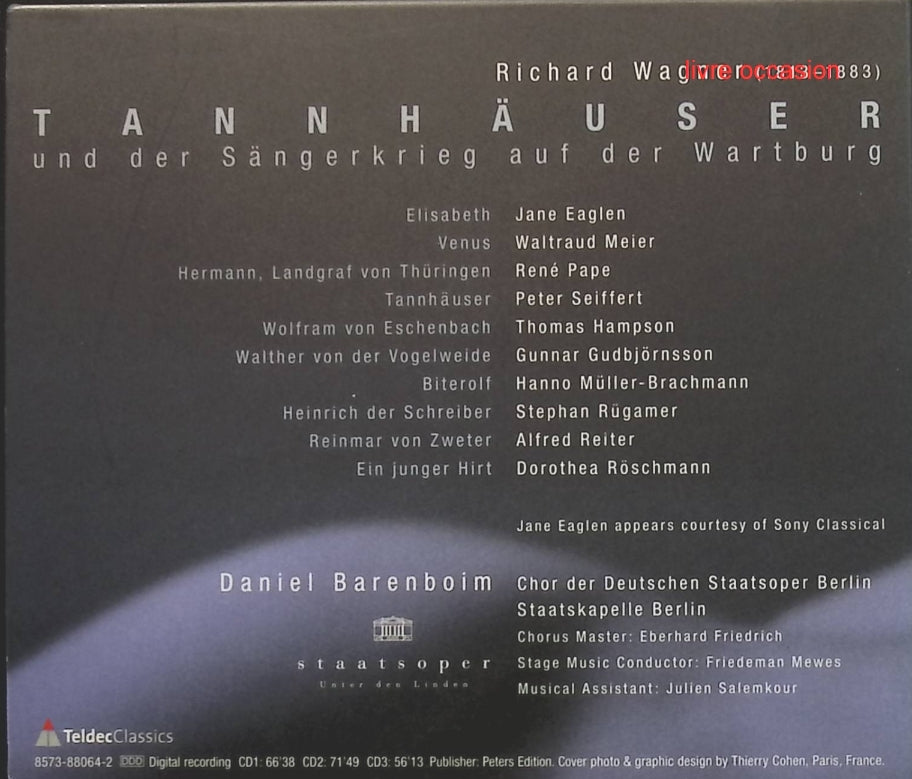 Richard Wagner (1813-1883)
livre occasion
TANNHÄUSER
und der Sängerkrieg auf der Wartburg
Elisabeth Jane Eaglen
Venus Waltraud Meier
Hermann, Landgraf von Thüringen René Pape
Tannhäuser Peter Seiffert
Wolfram von Eschenbach Thomas Hampson
Walther von der Vogelweide Gunnar Gudbjörnsson
Biterolf Hanno Müller-Brachmann
Heinrich der Schreiber Stephan Rügamer
Reinmar von Zweter Alfred Reiter
Ein junger Hirt Dorothea Röschmann
Jane Eaglen appears courtesy of Sony Classical
Daniel Barenboim Chor der Deutschen Staatsoper Berlin
Staatskapelle Berlin
Chorus Master: Eberhard Friedrich
staatsoper Stage Music Conductor: Friedeman Mewes
Unter den Linden Musical Assistant: Julien Salemkour
TeldecClassics
8573-88064-2 DDD Digital recording CD1: 66'38 CD2: 71'49 CD3: 56'13 Publisher: Peters Edition. Cover photo & graphic design by Thierry Cohen, Paris, France.